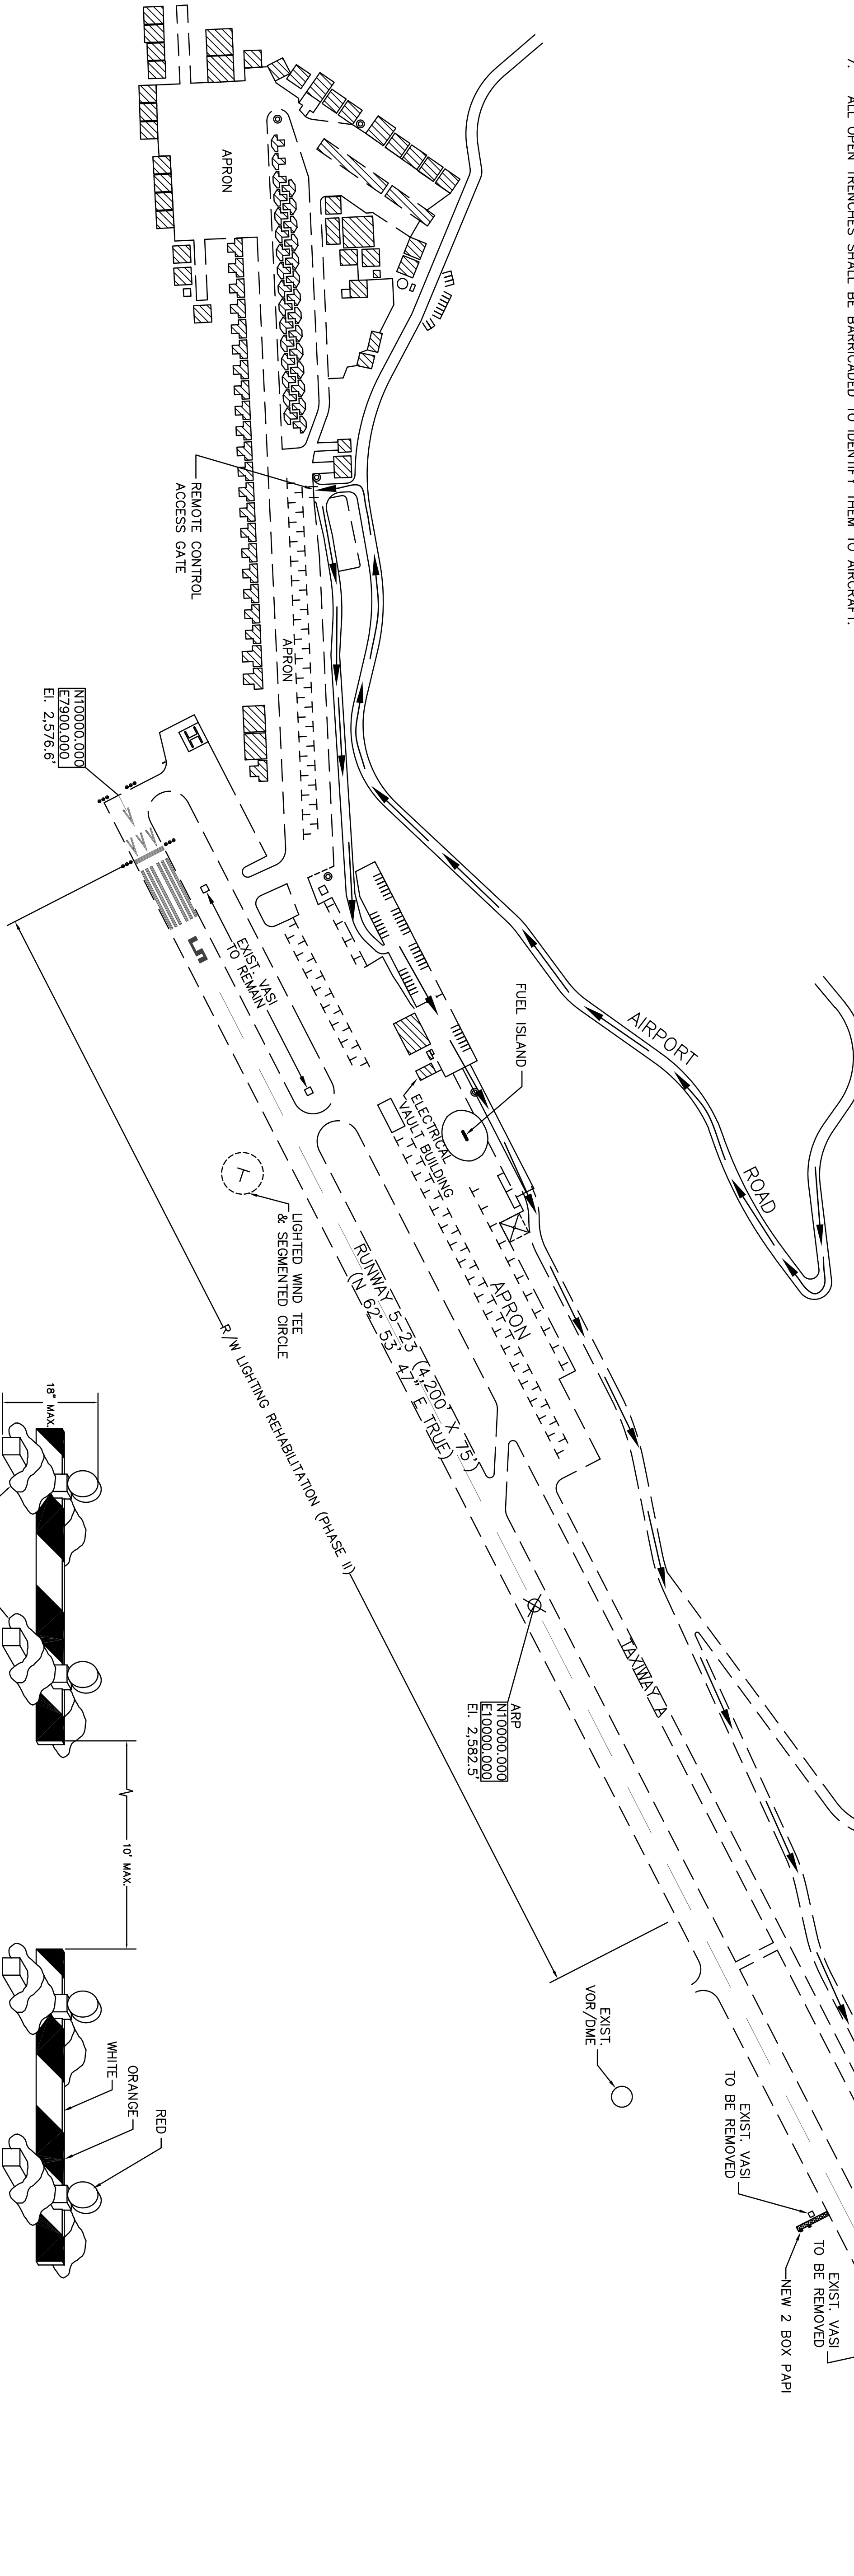 7. ALL OPEN TRENCHES SHALL BE BARRICADED TO IDENTIFY THEM TO AIRCRAFT.
APRON
REMOTE CONTROL
ACCESS GATE
APRON
N10000.000
E7900.000
El. 2,576.6'
H
5
EXIST. VASI
TO REMAIN
FUEL ISLAND
ELECTRICAL
VAULT BUILDING
AIRPORT
ROAD
LIGHTED WIND TEE
& SEGMENTED CIRCLE
APRON
RUNWAY 5-23 (4,200' X 75')
(N 62° 53' 47" E TRUE)
R/W LIGHTING REHABILITATION (PHASE II)
TAXIWAY A
ARP
N10000.000
E10000.000
El. 2,582.5'
EXIST.
VOR/DME
EXIST. VASI
TO BE REMOVED
EXIST. VASI
TO BE REMOVED
NEW 2 BOX PAPI
18" MAX.
10' MAX.
RED
ORANGE
WHITE